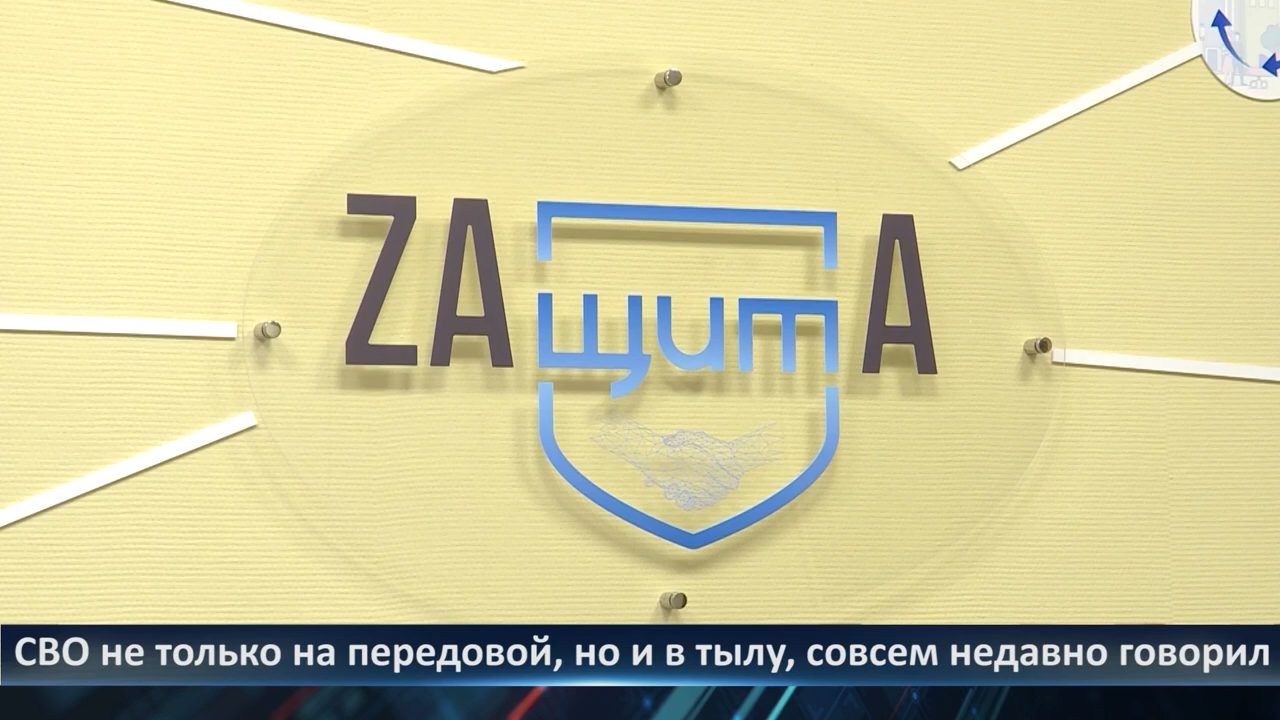 ZAщитA
СВО не только на передовой, но и в тылу, совсем недавно говорил